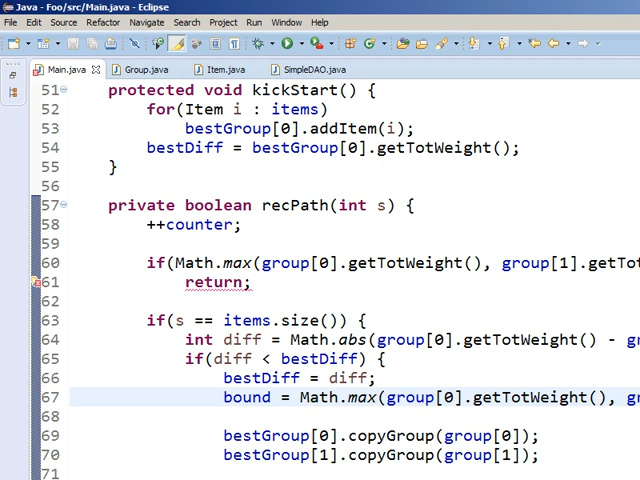 Java - Foo/src/Main.java - Eclipse
File Edit Source Refactor Navigate Search Project Run Window Help
Main.java Group.java Item.java SimpleDAO.java
51 protected void kickStart() {
52 for(Item i : items)
53 bestGroup[0].addItem(i);
54 bestDiff = bestGroup[0].getTotWeight();
55 }
56
57 private boolean recPath(int s) {
58 ++counter;
59
60 if(Math.max(group[0].getTotWeight(), group[1].getTot
61 return;
62
63 if(s == items.size()) {
64 int diff = Math.abs(group[0].getTotWeight() - g
65 if(diff < bestDiff) {
66 bestDiff = diff;
67 bound = Math.max(group[0].getTotWeight(), g
68
69 bestGroup[0].copyGroup(group[0]);
70 bestGroup[1].copyGroup(group[1]);
71